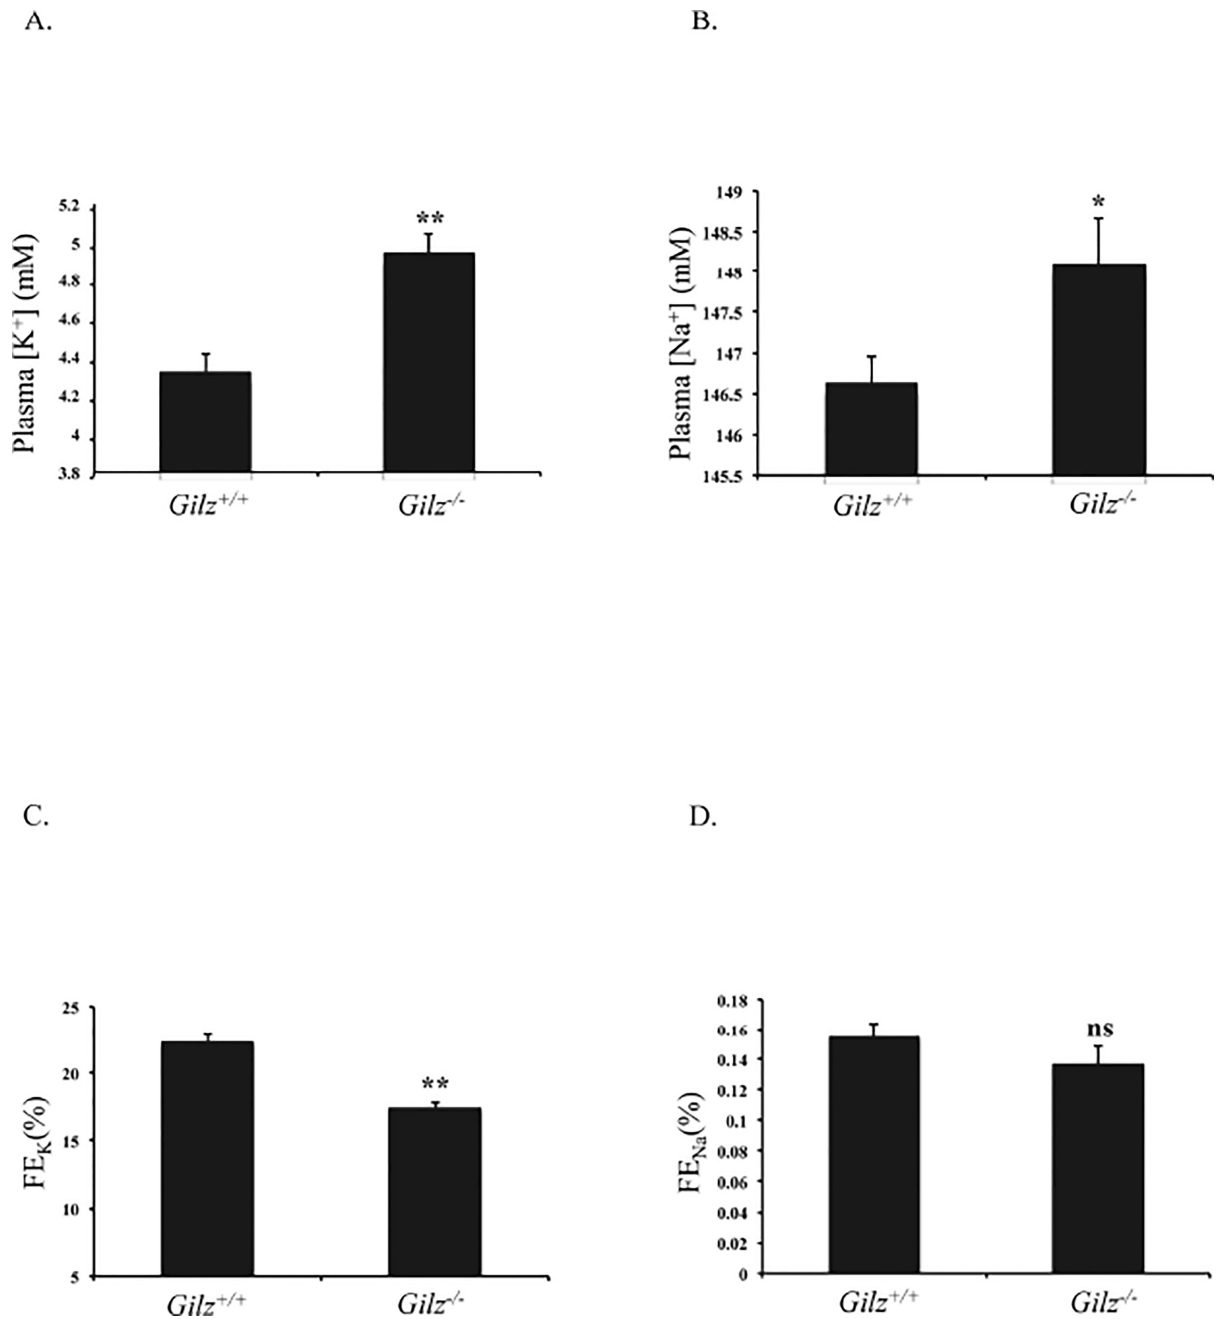 A.
Plasma [K+] (mM)
5.2
5
4.8
4.6
4.4
4.2
4
3.8
**
Gilz+/+
Gilz-/-
B.
Plasma [Na+] (mM)
149
148.5
148
147.5
147
146.5
146
145.5
*
Gilz+/+
Gilz-/-
C.
FEK(%)
25
20
15
10
5
**
Gilz+/+
Gilz-/-
D.
FENa(%)
0.18
0.16
0.14
0.12
0.1
0.08
0.06
0.04
0.02
0
ns
Gilz+/+
Gilz-/-